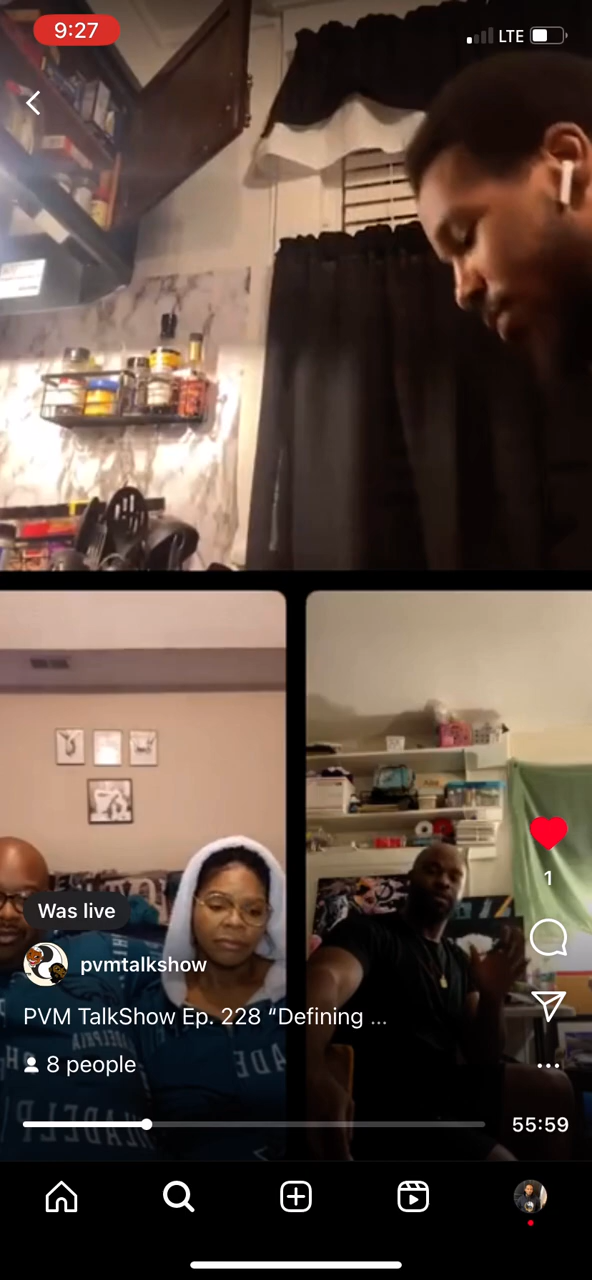 9:27
LTE
Was live
pvmtalkshow
PVM TalkShow Ep. 228 “Defining ...
8 people
1
55:59